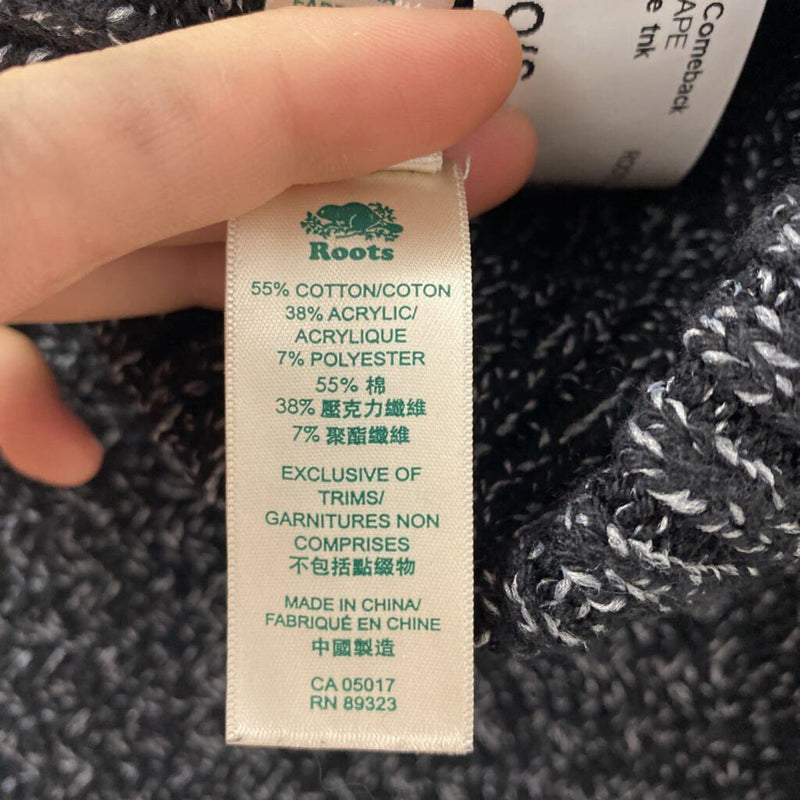 Comeback
APE
tnk
O/S
Roots
55% COTTON/COTON
38% ACRYLIC/
ACRYLIQUE
7% POLYESTER
55% 棉
38% 壓克力纖維
7% 聚酯纖維
EXCLUSIVE OF
TRIMS/
GARNITURES NON
COMPRISES
不包括點缀物
MADE IN CHINA/
FABRIQUÉ EN CHINE
中國製造
CA 05017
RN 89323